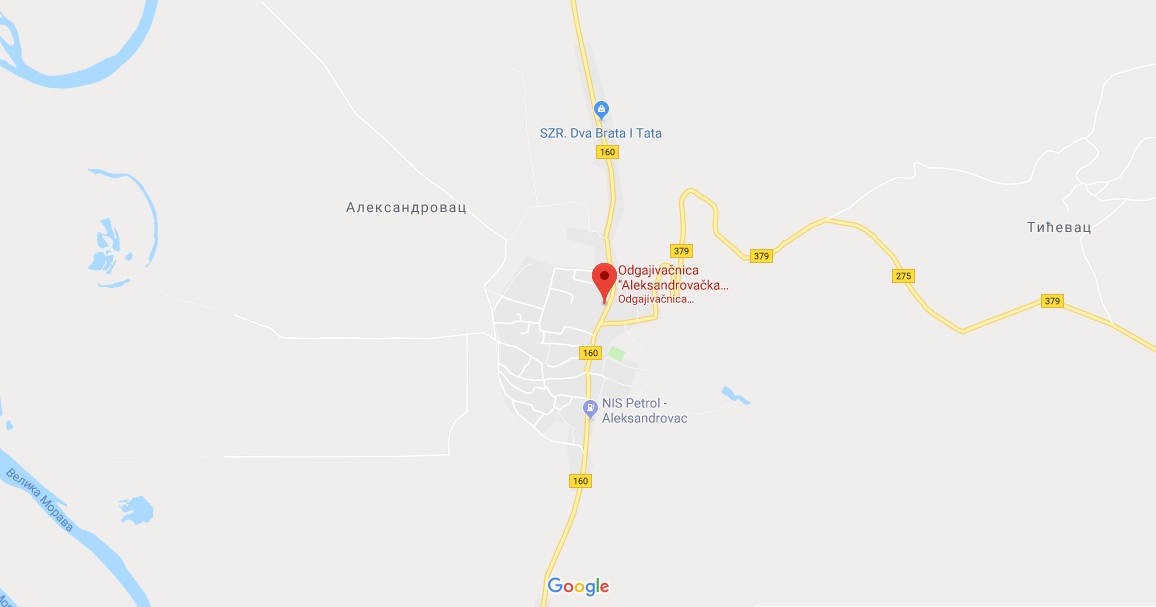 SZR. Dva Brata I Tata
160
Александровац
Тићевац
379
379
Odgajivačnica
"Aleksandrovačka...
Odgajivačnica...
275
379
160
NIS Petrol -
Aleksandrovac
Велика Морава
160
Google